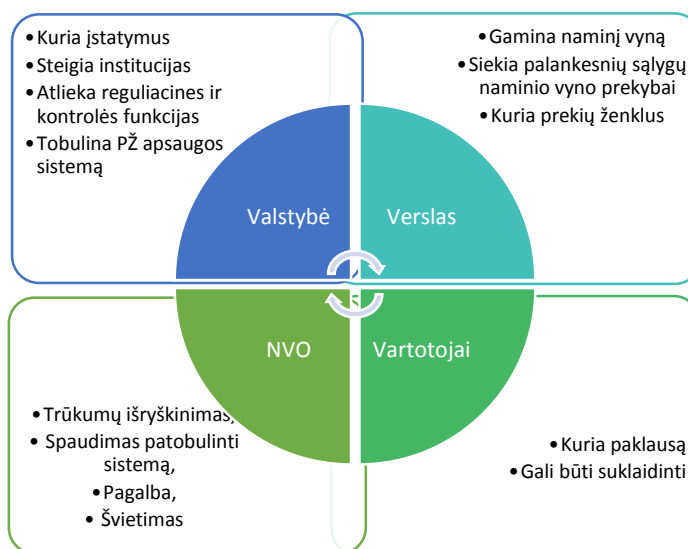 •Kuria įstatymus
•Steigia institucijas
•Atlieka reguliacines ir
kontrolės funkcijas
•Tobulina PŽ apsaugos
sistemą
•Gamina naminį vyną
•Siekia palankesnių sąlygų
naminio vyno prekybai
•Kuria prekių ženklus
Valstybė
Verslas
NVO
Vartotojai
•Trūkumų išryškinimas,
• Spaudimas patobulinti
sistemą,
•Pagalba,
• Švietimas
•Kuria paklausą
•Gali būti suklaidinti